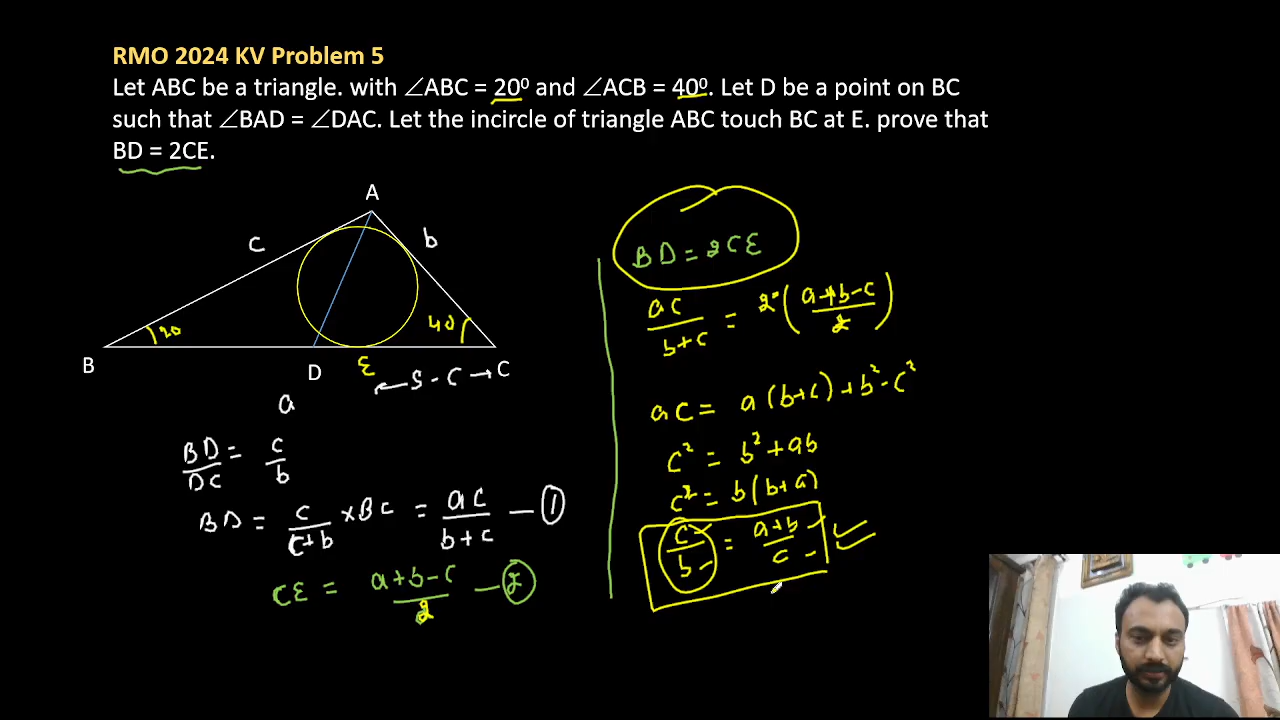 RMO 2024 KV Problem 5
Let ABC be a triangle. with ∠ABC = 20⁰ and ∠ACB = 40⁰. Let D be a point on BC
such that ∠BAD = ∠DAC. Let the incircle of triangle ABC touch BC at E. prove that
BD = 2CE.
A
c
b
20
40
B
D
E
C
← s - c →
a
BD/DC = c/b
BD = c/(c+b) × BC = ac/(b+c) — ①
CE = (a+b-c)/2 — ②
BD = 2CE
ac/(b+c) = 2·((a+b-c)/2)
ac = a(b+c) + b² - c²
c² = b² + ab
c² = b(b+a)
c/b = (a+b)/c